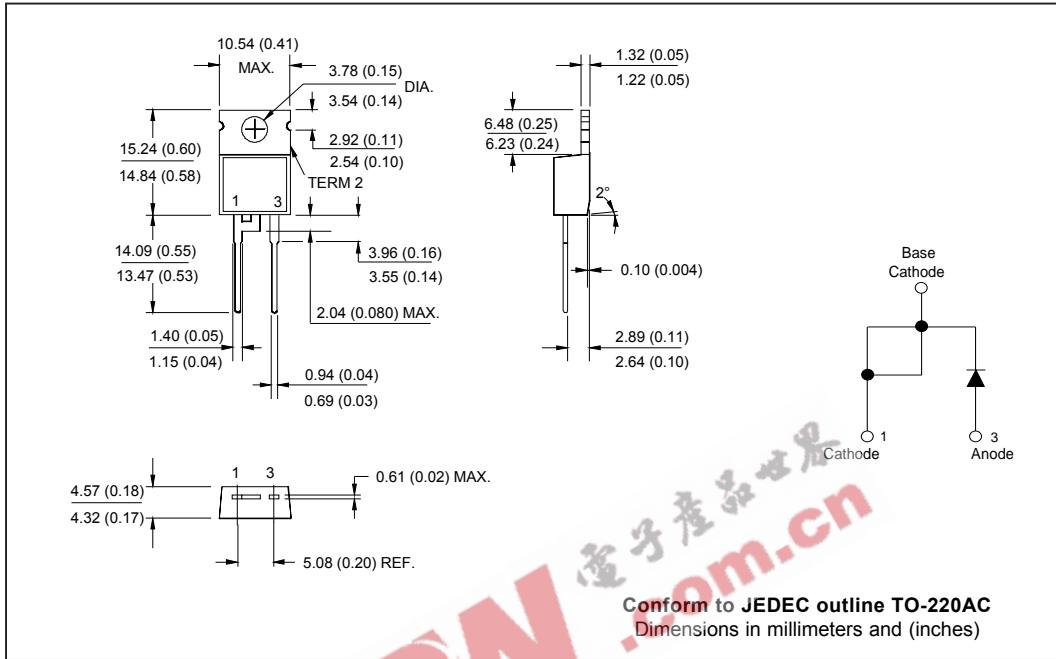 10.54 (0.41)
MAX.
3.78 (0.15)
3.54 (0.14)
DIA.
2.92 (0.11)
2.54 (0.10)
TERM 2
15.24 (0.60)
14.84 (0.58)
1 3
14.09 (0.55)
13.47 (0.53)
3.96 (0.16)
3.55 (0.14)
2.04 (0.080) MAX.
1.40 (0.05)
1.15 (0.04)
0.94 (0.04)
0.69 (0.03)
1.32 (0.05)
1.22 (0.05)
6.48 (0.25)
6.23 (0.24)
2°
0.10 (0.004)
2.89 (0.11)
2.64 (0.10)
Base
Cathode
1
Cathode
3
Anode
1 3
4.57 (0.18)
4.32 (0.17)
0.61 (0.02) MAX.
5.08 (0.20) REF.
電子產品世界
.com.cn
Conform to JEDEC outline TO-220AC
Dimensions in millimeters and (inches)